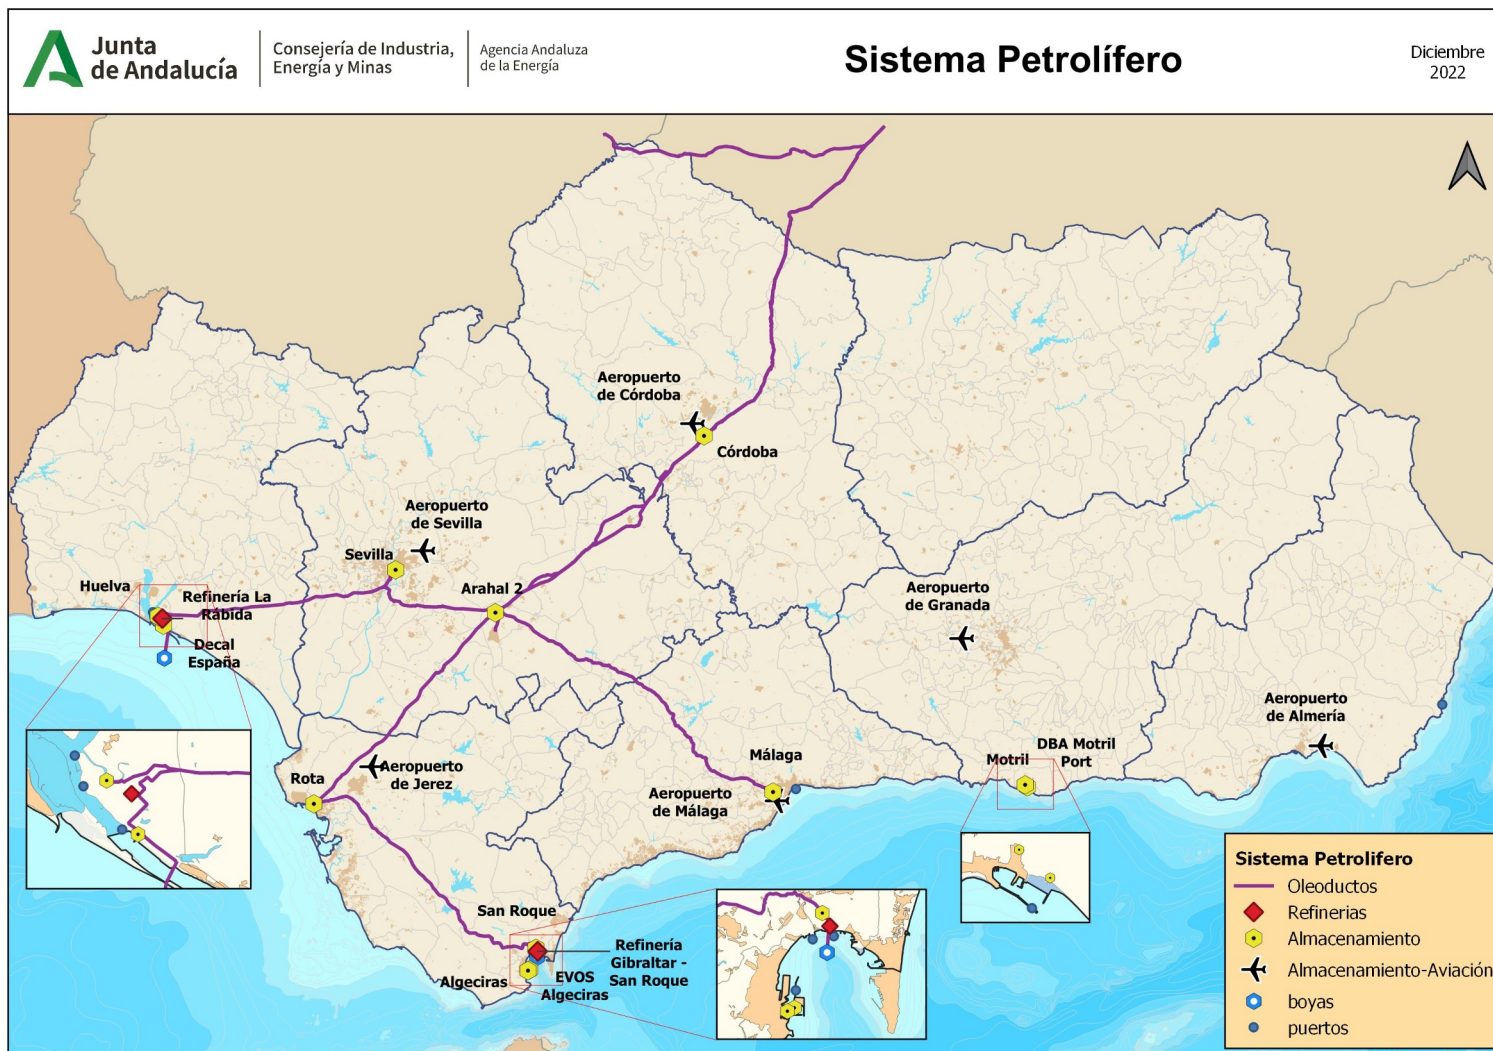 Junta
de Andalucía
Consejería de Industria,
Energía y Minas
Agencia Andaluza
de la Energía
Sistema Petrolífero
Diciembre
2022
Aeropuerto
de Córdoba
Córdoba
Aeropuerto
de Sevilla
Sevilla
Arahal 2
Huelva
Refinería La
Rábida
Decal
España
Aeropuerto
de Granada
Aeropuerto
de Almería
Rota
Aeropuerto
de Jerez
Málaga
Aeropuerto
de Málaga
Motril
DBA Motril
Port
San Roque
Refinería
Gibraltar -
San Roque
Algeciras
EVOS
Algeciras
Sistema Petrolífero
Oleoductos
Refinerias
Almacenamiento
Almacenamiento-Aviación
boyas
puertos